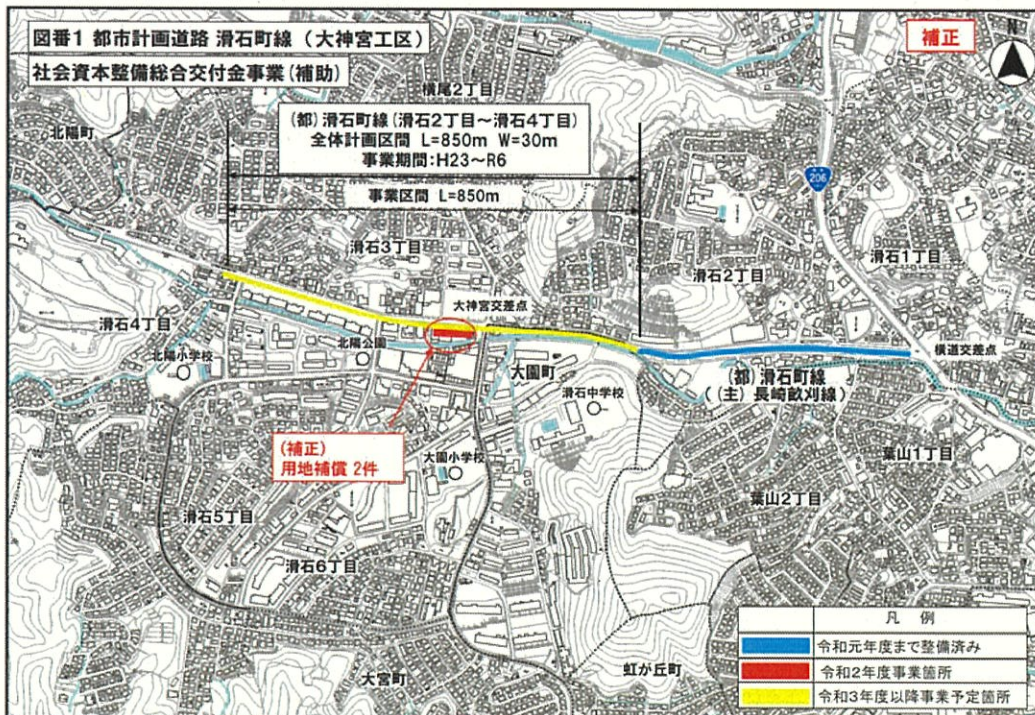 図番1 都市計画道路 滑石町線 (大神宮工区)
社会資本整備総合交付金事業(補助)
補正
N
横尾2丁目
北陽町
(都)滑石町線(滑石2丁目~滑石4丁目)
全体計画区間 L=850m W=30m
事業期間:H23~R6
事業区間 L=850m
206
滑石3丁目
滑石2丁目
滑石1丁目
大神宮交差点
滑石4丁目
北陽小学校
北陽公園
大園町
滑石中学校
(都)滑石町線
((主) 長崎畝刈線)
横道交差点
(補正)
用地補償 2件
大園小学校
葉山1丁目
葉山2丁目
滑石5丁目
滑石6丁目
大宮町
虹が丘町
凡 例
令和元年度まで整備済み
令和2年度事業箇所
令和3年度以降事業予定箇所